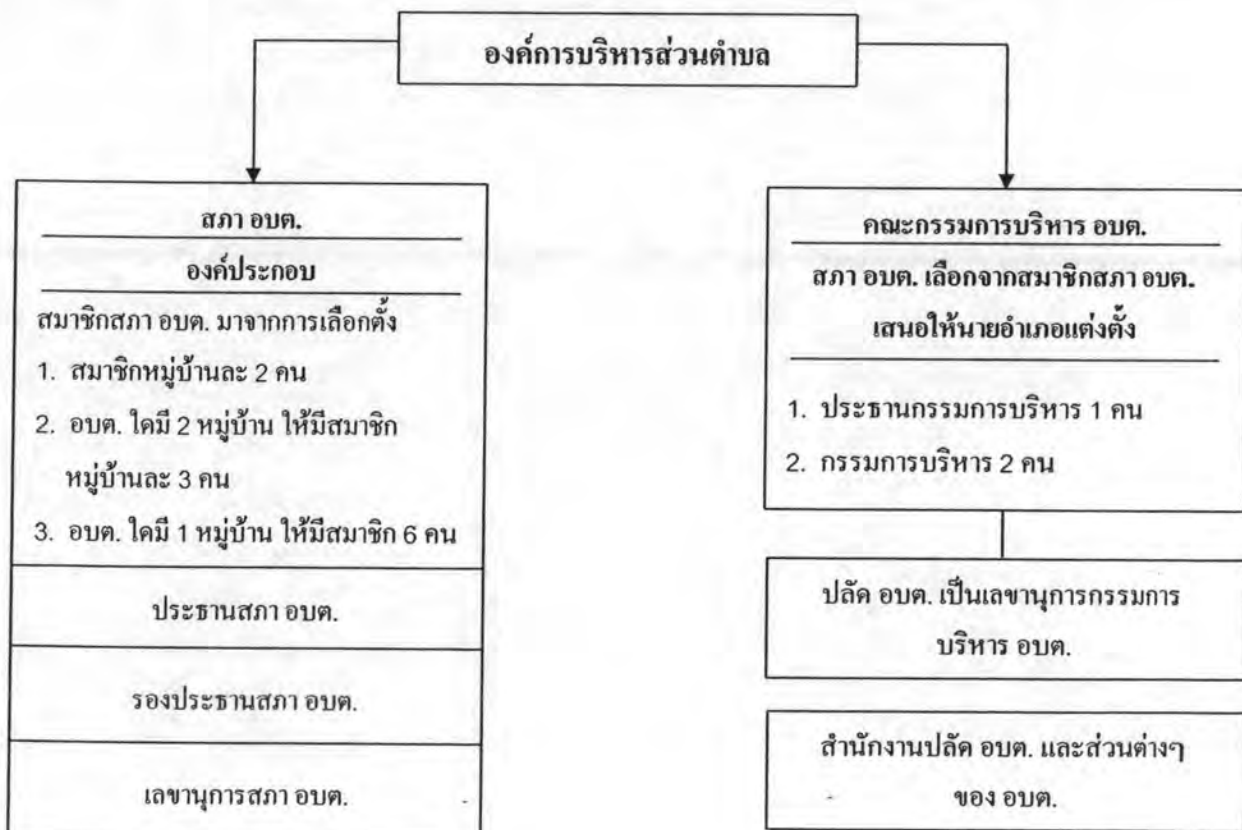 องค์การบริหารส่วนตำบล
สภา อบต.
องค์ประกอบ
สมาชิกสภา อบต. มาจากการเลือกตั้ง
1. สมาชิกหมู่บ้านละ 2 คน
2. อบต. ใดมี 2 หมู่บ้าน ให้มีสมาชิก
หมู่บ้านละ 3 คน
3. อบต. ใดมี 1 หมู่บ้าน ให้มีสมาชิก 6 คน
ประธานสภา อบต.
รองประธานสภา อบต.
เลขานุการสภา อบต.
คณะกรรมการบริหาร อบต.
สภา อบต. เลือกจากสมาชิกสภา อบต.
เสนอให้นายอำเภอแต่งตั้ง
1. ประธานกรรมการบริหาร 1 คน
2. กรรมการบริหาร 2 คน
ปลัด อบต. เป็นเลขานุการกรรมการ
บริหาร อบต.
สำนักงานปลัด อบต. และส่วนต่างๆ
ของ อบต.